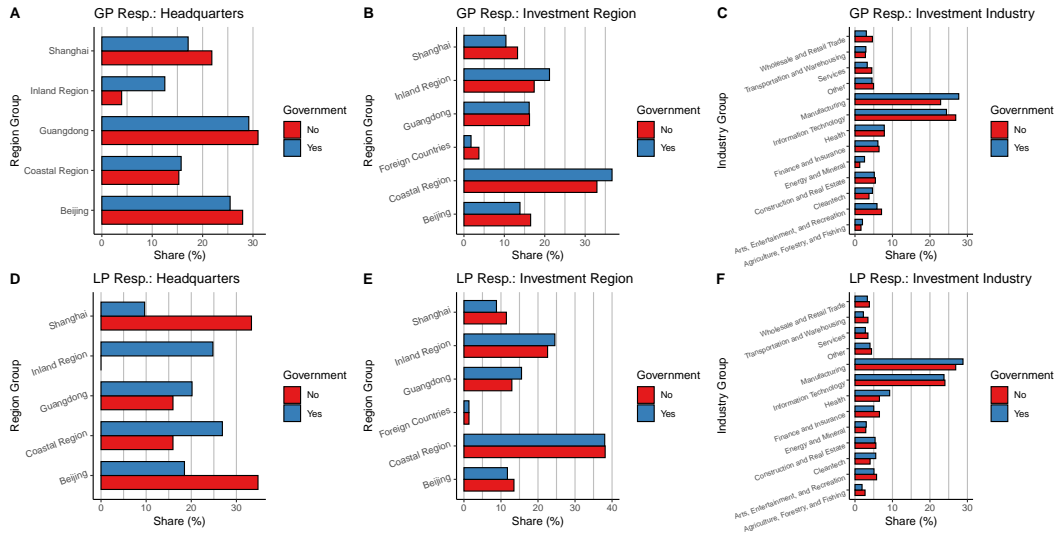 A
GP Resp.: Headquarters
Region Group
Shanghai
Inland Region
Guangdong
Coastal Region
Beijing
0 10 20 30
Share (%)
Government
No
Yes
B
GP Resp.: Investment Region
Region Group
Shanghai
Inland Region
Guangdong
Foreign Countries
Coastal Region
Beijing
0 10 20 30 40
Share (%)
Government
No
Yes
C
GP Resp.: Investment Industry
Industry Group
Wholesale and Retail Trade
Transportation and Warehousing
Services
Other
Manufacturing
Information Technology
Health
Finance and Insurance
Energy and Mineral
Construction and Real Estate
Cleantech
Arts, Entertainment, and Recreation
Agriculture, Forestry, and Fishing
0 10 20 30
Share (%)
Government
No
Yes
D
LP Resp.: Headquarters
Region Group
Shanghai
Inland Region
Guangdong
Coastal Region
Beijing
0 10 20 30
Share (%)
Government
No
Yes
E
LP Resp.: Investment Region
Region Group
Shanghai
Inland Region
Guangdong
Foreign Countries
Coastal Region
Beijing
0 10 20 30 40
Share (%)
Government
No
Yes
F
LP Resp.: Investment Industry
Industry Group
Wholesale and Retail Trade
Transportation and Warehousing
Services
Other
Manufacturing
Information Technology
Health
Finance and Insurance
Energy and Mineral
Construction and Real Estate
Cleantech
Arts, Entertainment, and Recreation
Agriculture, Forestry, and Fishing
0 10 20 30
Share (%)
Government
No
Yes